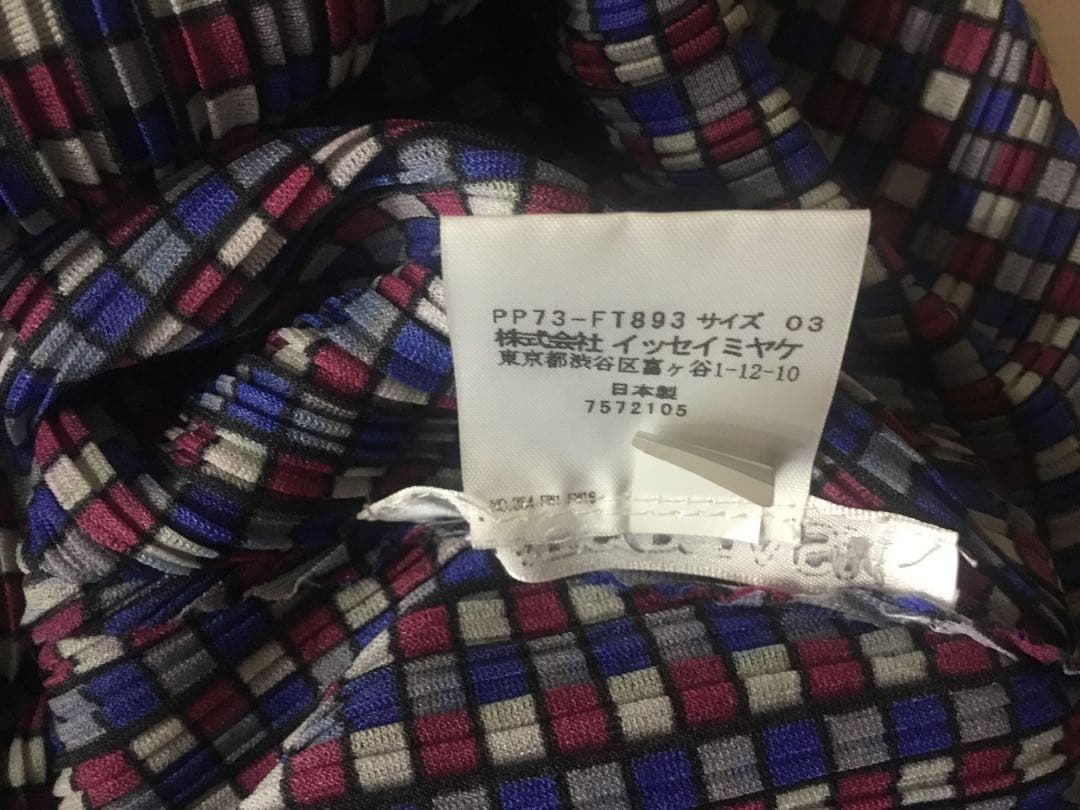 PP73-FT893 サイズ 03
株式会社 イッセイミヤケ
東京都渋谷区富ヶ谷1-12-10
日本製
7572105